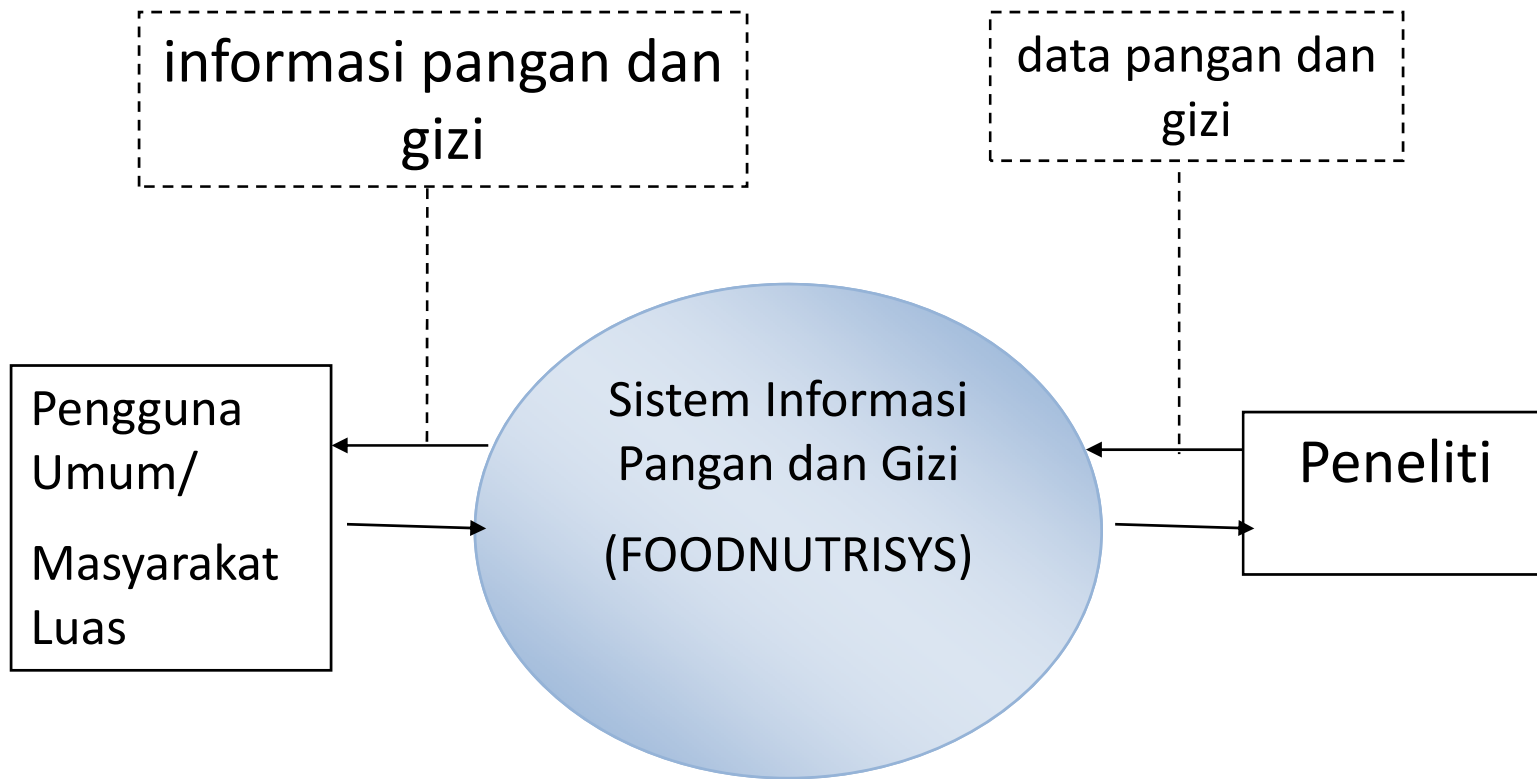 informasi pangan dan
gizi
data pangan dan
gizi
Pengguna
Umum/
Masyarakat
Luas
Sistem Informasi
Pangan dan Gizi
(FOODNUTRISYS)
Peneliti